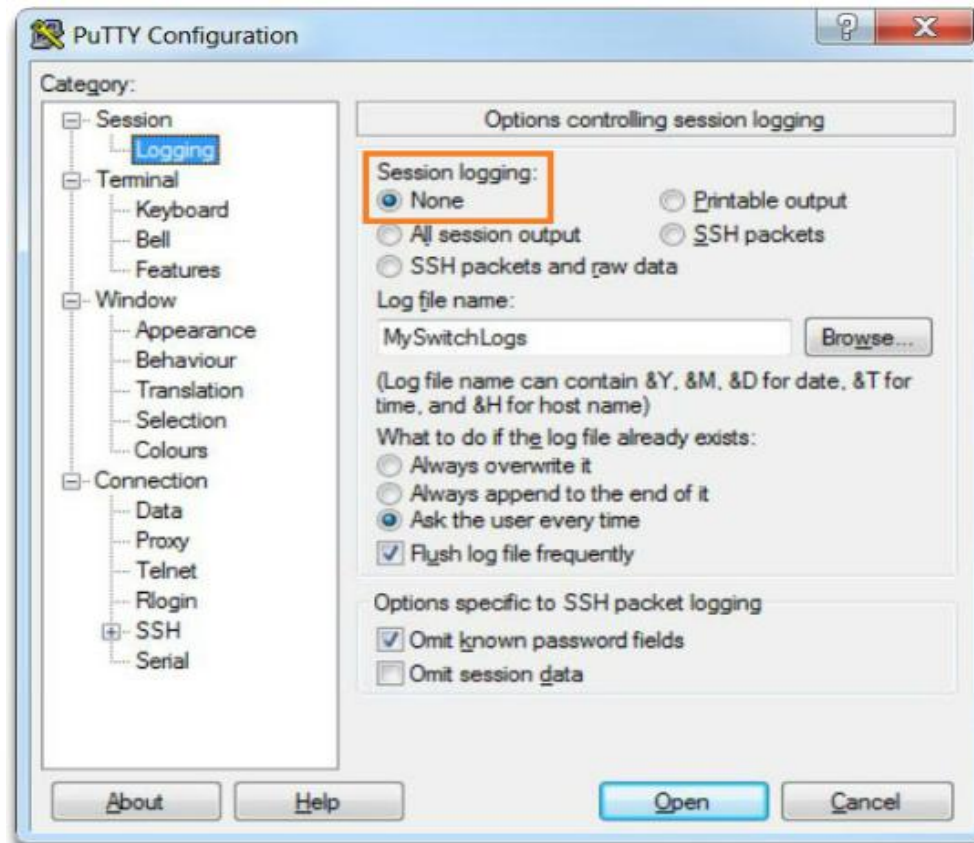 PuTTY Configuration
Category:
Session
Logging
Terminal
Keyboard
Bell
Features
Window
Appearance
Behaviour
Translation
Selection
Colours
Connection
Data
Proxy
Telnet
Rlogin
SSH
Serial
Options controlling session logging
Session logging:
None
Printable output
All session output
SSH packets
SSH packets and raw data
Log file name:
MySwitchLogs
Browse...
(Log file name can contain &Y, &M, &D for date, &T for
time, and &H for host name)
What to do if the log file already exists:
Always overwrite it
Always append to the end of it
Ask the user every time
Flush log file frequently
Options specific to SSH packet logging
Omit known password fields
Omit session data
About
Help
Open
Cancel